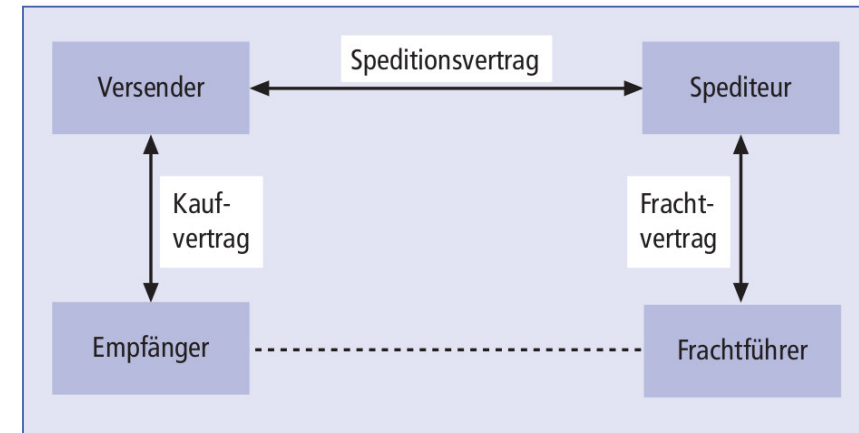 Speditionsvertrag
Versender
Spediteur
Kauf-
vertrag
Fracht-
vertrag
Empfänger
Frachtführer